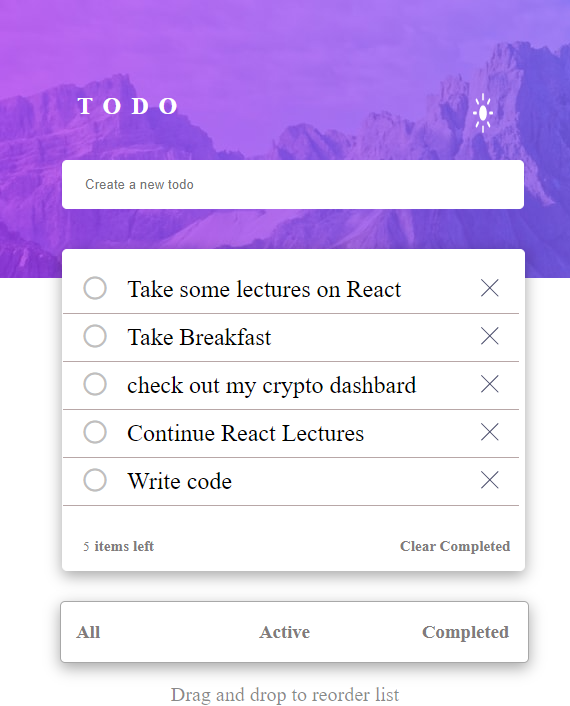 TODO
Create a new todo
Take some lectures on React
Take Breakfast
check out my crypto dashbard
Continue React Lectures
Write code
5 items left Clear Completed
All Active Completed
Drag and drop to reorder list